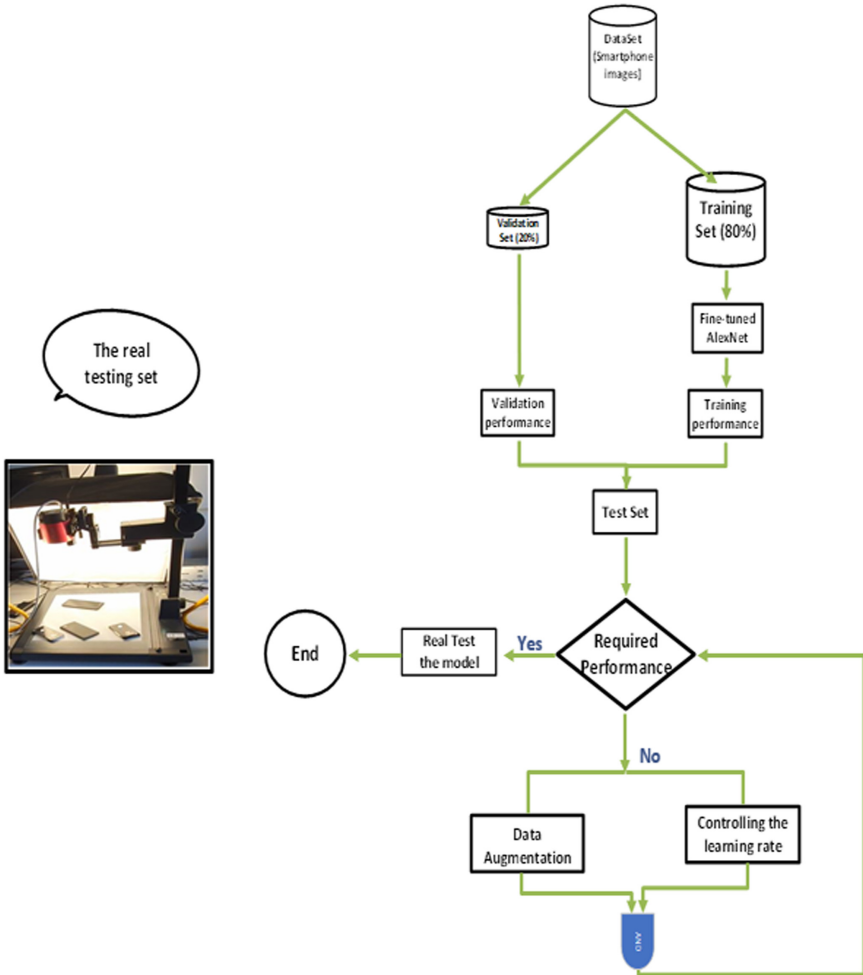 DataSet
(Smartphone
images)
Validation
Set (20%)
Training
Set (80%)
Fine-tuned
AlexNet
The real
testing set
Validation
performance
Training
performance
Test Set
End
Real Test
the model
Yes
Required
Performance
No
Data
Augmentation
Controlling the
learning rate
AND